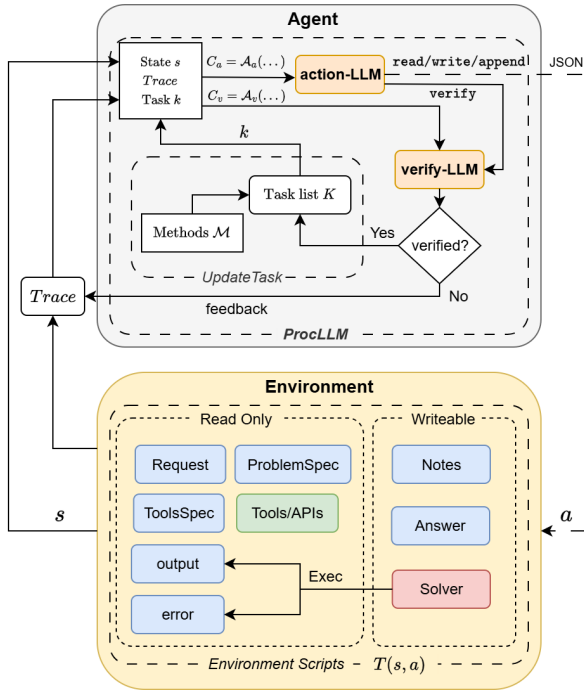 Agent
State s
Trace
Task k
C_a = 𝒜_a(...)
C_v = 𝒜_v(...)
action-LLM
read/write/append
JSON
verify
k
verify-LLM
Task list K
Methods ℳ
UpdateTask
Yes
verified?
No
Trace
feedback
ProcLLM
Environment
Read Only
Writeable
Request
ProblemSpec
Notes
ToolsSpec
Tools/APIs
Answer
s
a
output
Exec
Solver
error
Environment Scripts T(s, a)